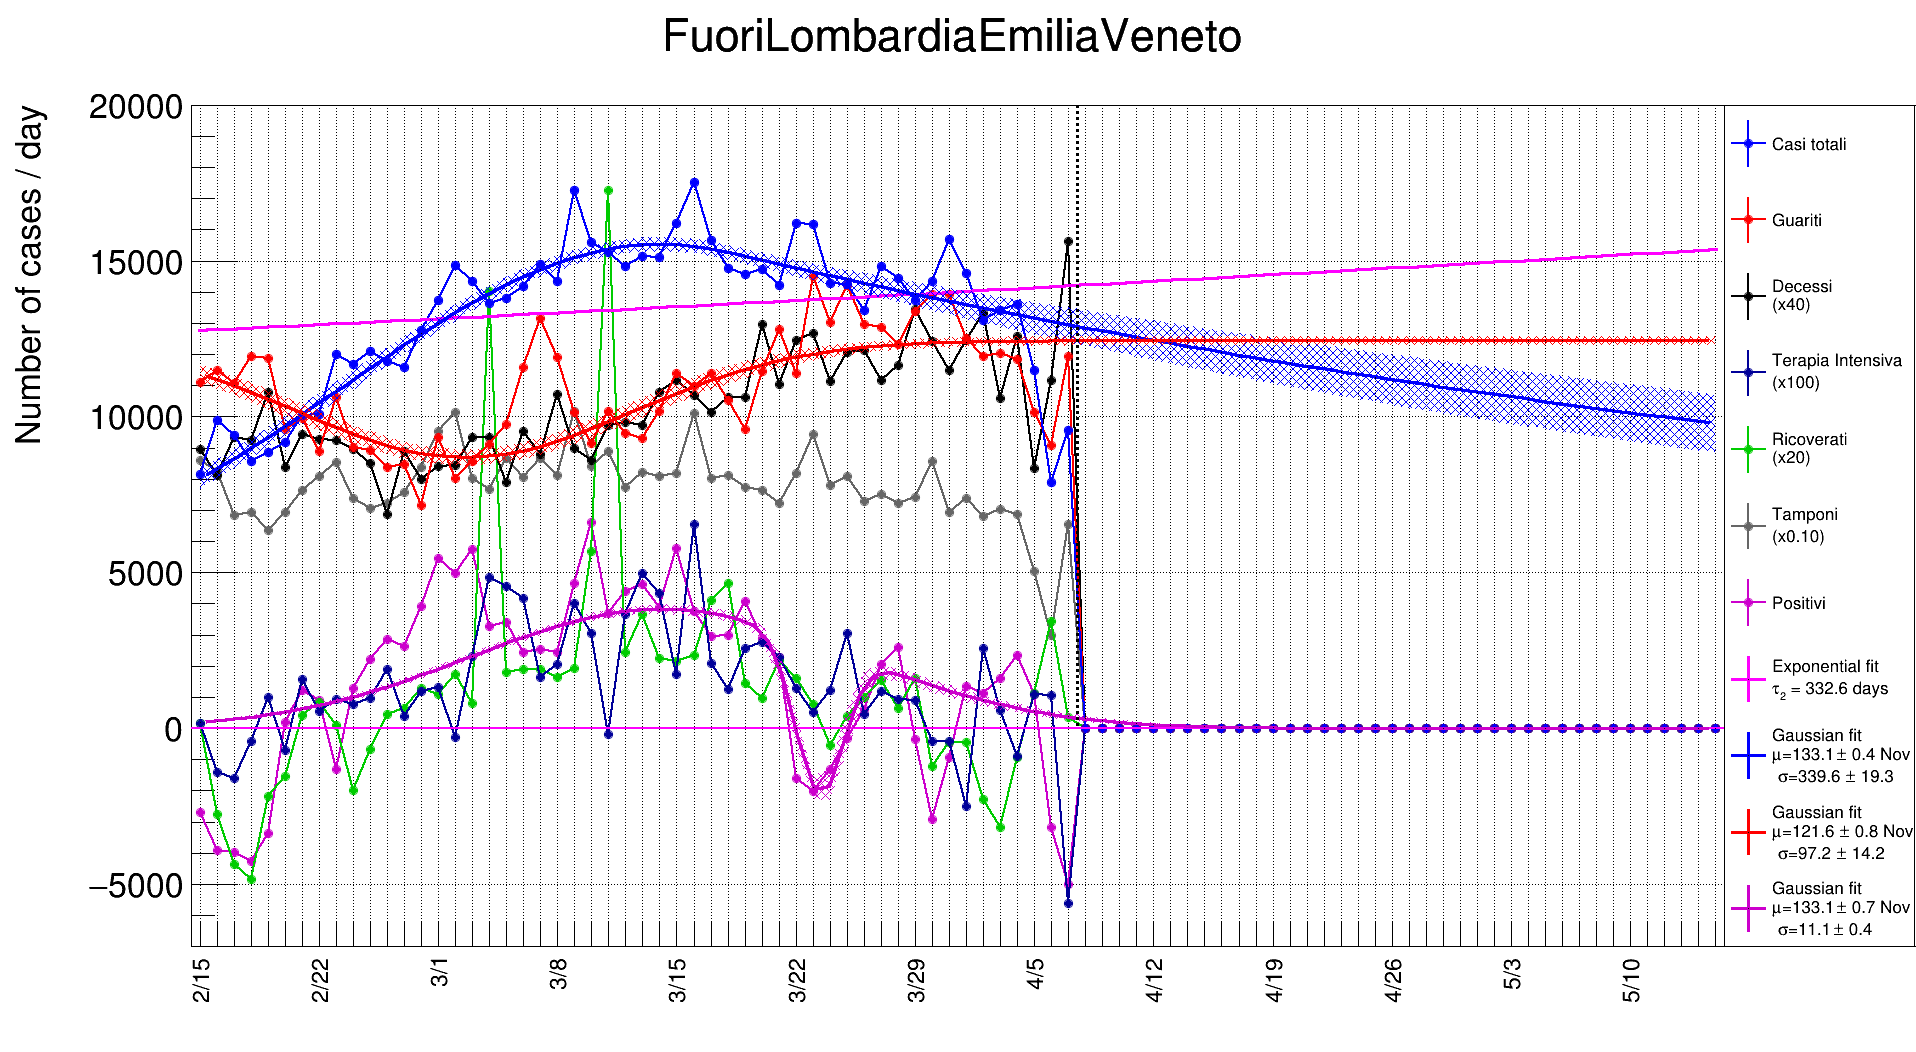 FuoriLombardiaEmiliaVeneto
Number of cases / day
20000
15000
10000
5000
0
−5000
2/15
2/22
3/1
3/8
3/15
3/22
3/29
4/5
4/12
4/19
4/26
5/3
5/10
Casi totali
Guariti
Decessi
(x40)
Terapia Intensiva
(x100)
Ricoverati
(x20)
Tamponi
(x0.10)
Positivi
Exponential fit
τ2 = 332.6 days
Gaussian fit
μ=133.1 ± 0.4 Nov
σ=339.6 ± 19.3
Gaussian fit
μ=121.6 ± 0.8 Nov
σ=97.2 ± 14.2
Gaussian fit
μ=133.1 ± 0.7 Nov
σ=11.1 ± 0.4